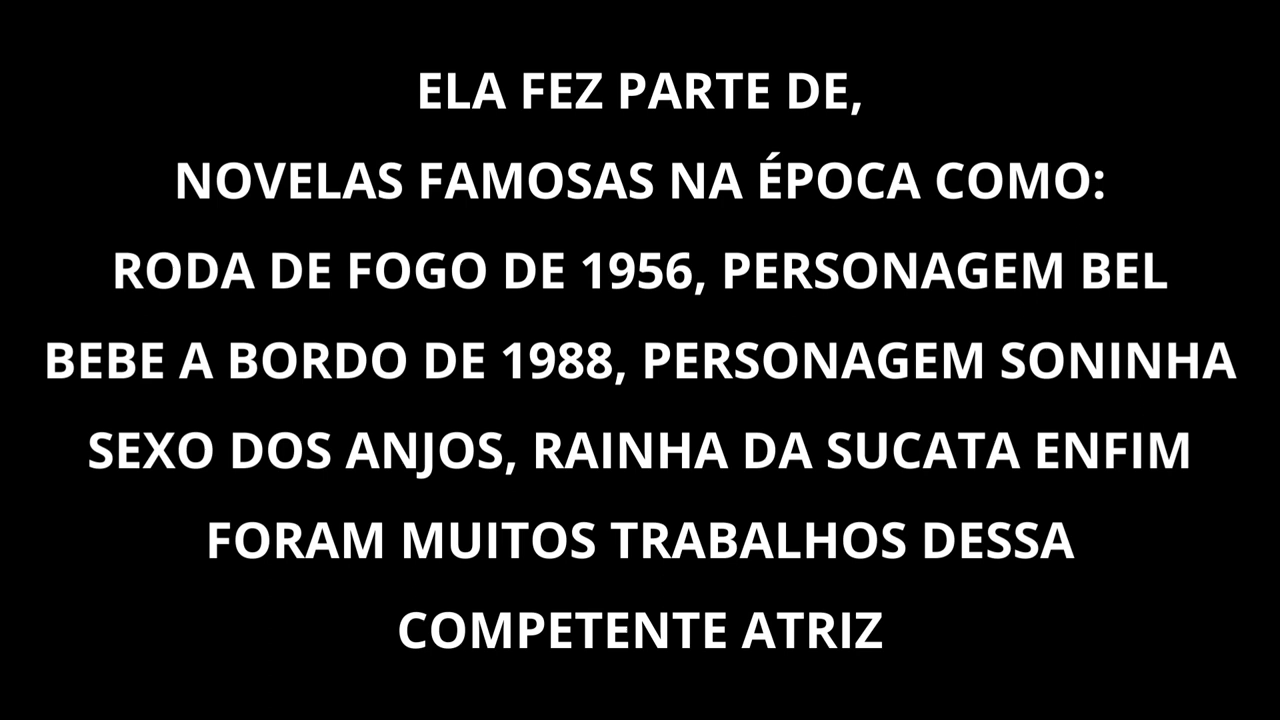 ELA FEZ PARTE DE,
NOVELAS FAMOSAS NA ÉPOCA COMO:
RODA DE FOGO DE 1956, PERSONAGEM BEL
BEBE A BORDO DE 1988, PERSONAGEM SONINHA
SEXO DOS ANJOS, RAINHA DA SUCATA ENFIM
FORAM MUITOS TRABALHOS DESSA
COMPETENTE ATRIZ